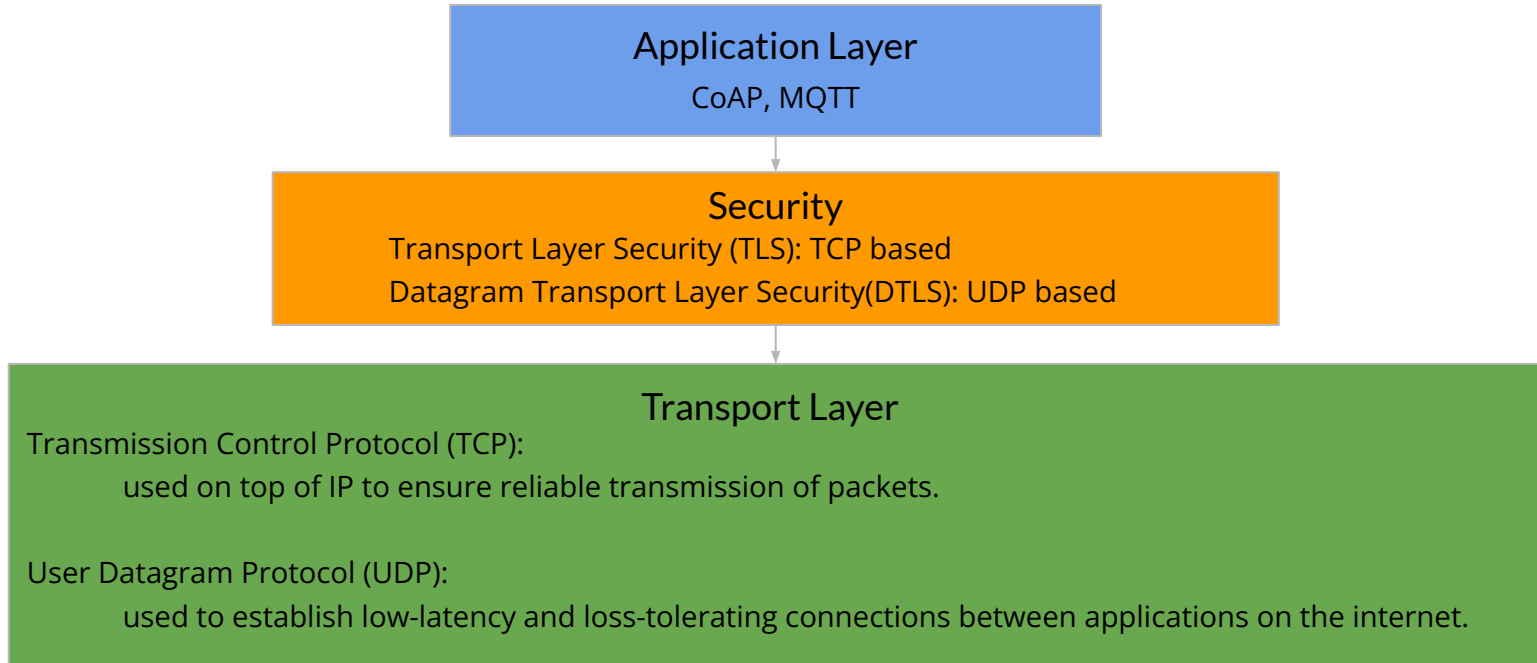 Application Layer
CoAP, MQTT
Security
Transport Layer Security (TLS): TCP based
Datagram Transport Layer Security(DTLS): UDP based
Transport Layer
Transmission Control Protocol (TCP):
used on top of IP to ensure reliable transmission of packets.
User Datagram Protocol (UDP):
used to establish low-latency and loss-tolerating connections between applications on the internet.